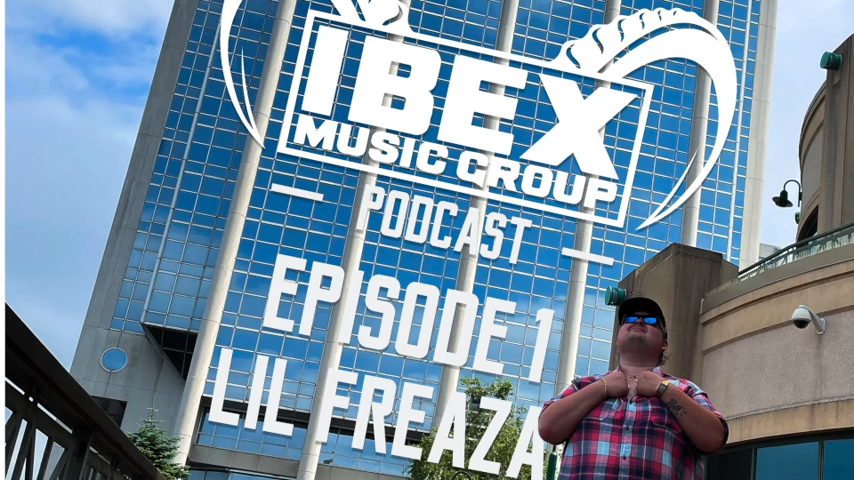 IBEX
MUSIC GROUP
PODCAST
EPISODE 1
LIL FREAZA